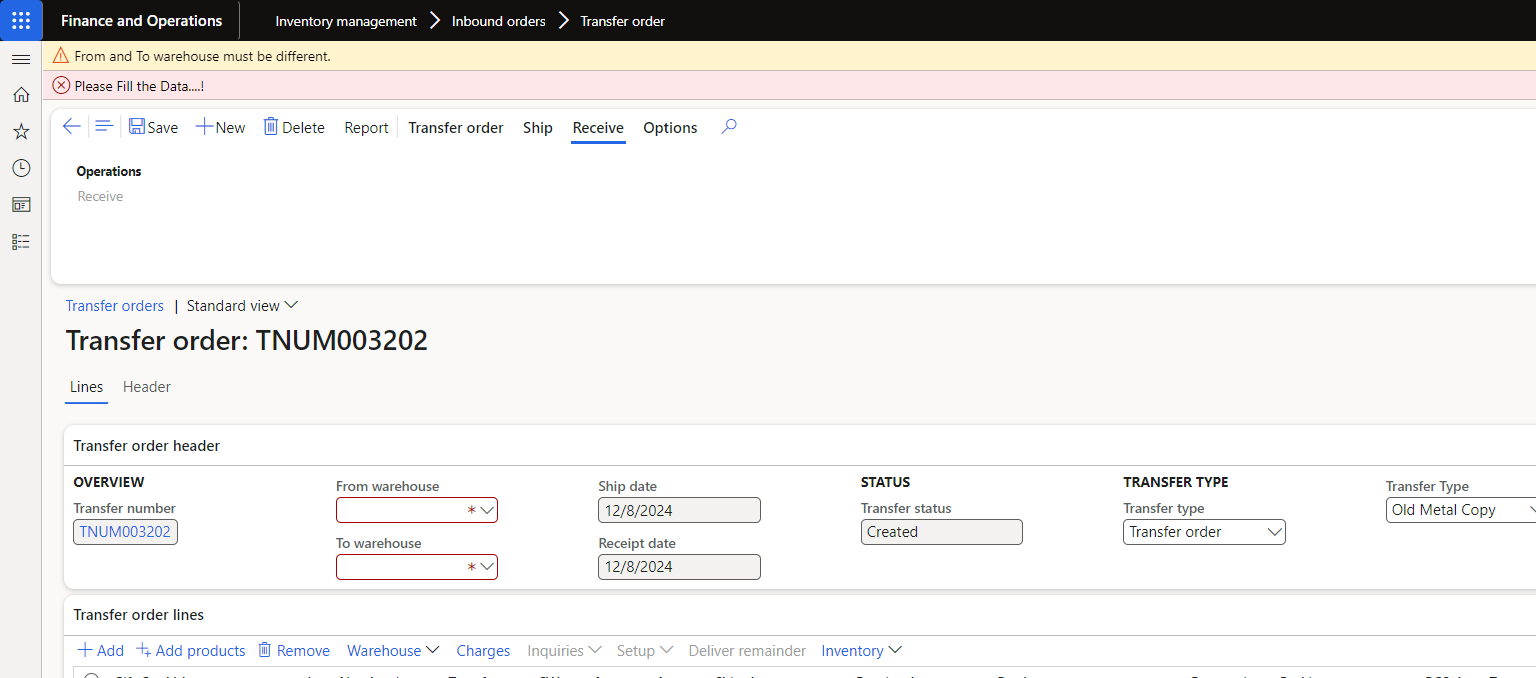 Finance and Operations Inventory management Inbound orders Transfer order
From and To warehouse must be different.
Please Fill the Data....!
Save New Delete Report Transfer order Ship Receive Options
Operations
Receive
Transfer orders | Standard view
Transfer order: TNUM003202
Lines Header
Transfer order header
OVERVIEW
Transfer number
TNUM003202
From warehouse
*
To warehouse
*
Ship date
12/8/2024
Receipt date
12/8/2024
STATUS
Transfer status
Created
TRANSFER TYPE
Transfer type
Transfer order
Transfer Type
Old Metal Copy
Transfer order lines
Add Add products Remove Warehouse Charges Inquiries Setup Deliver remainder Inventory